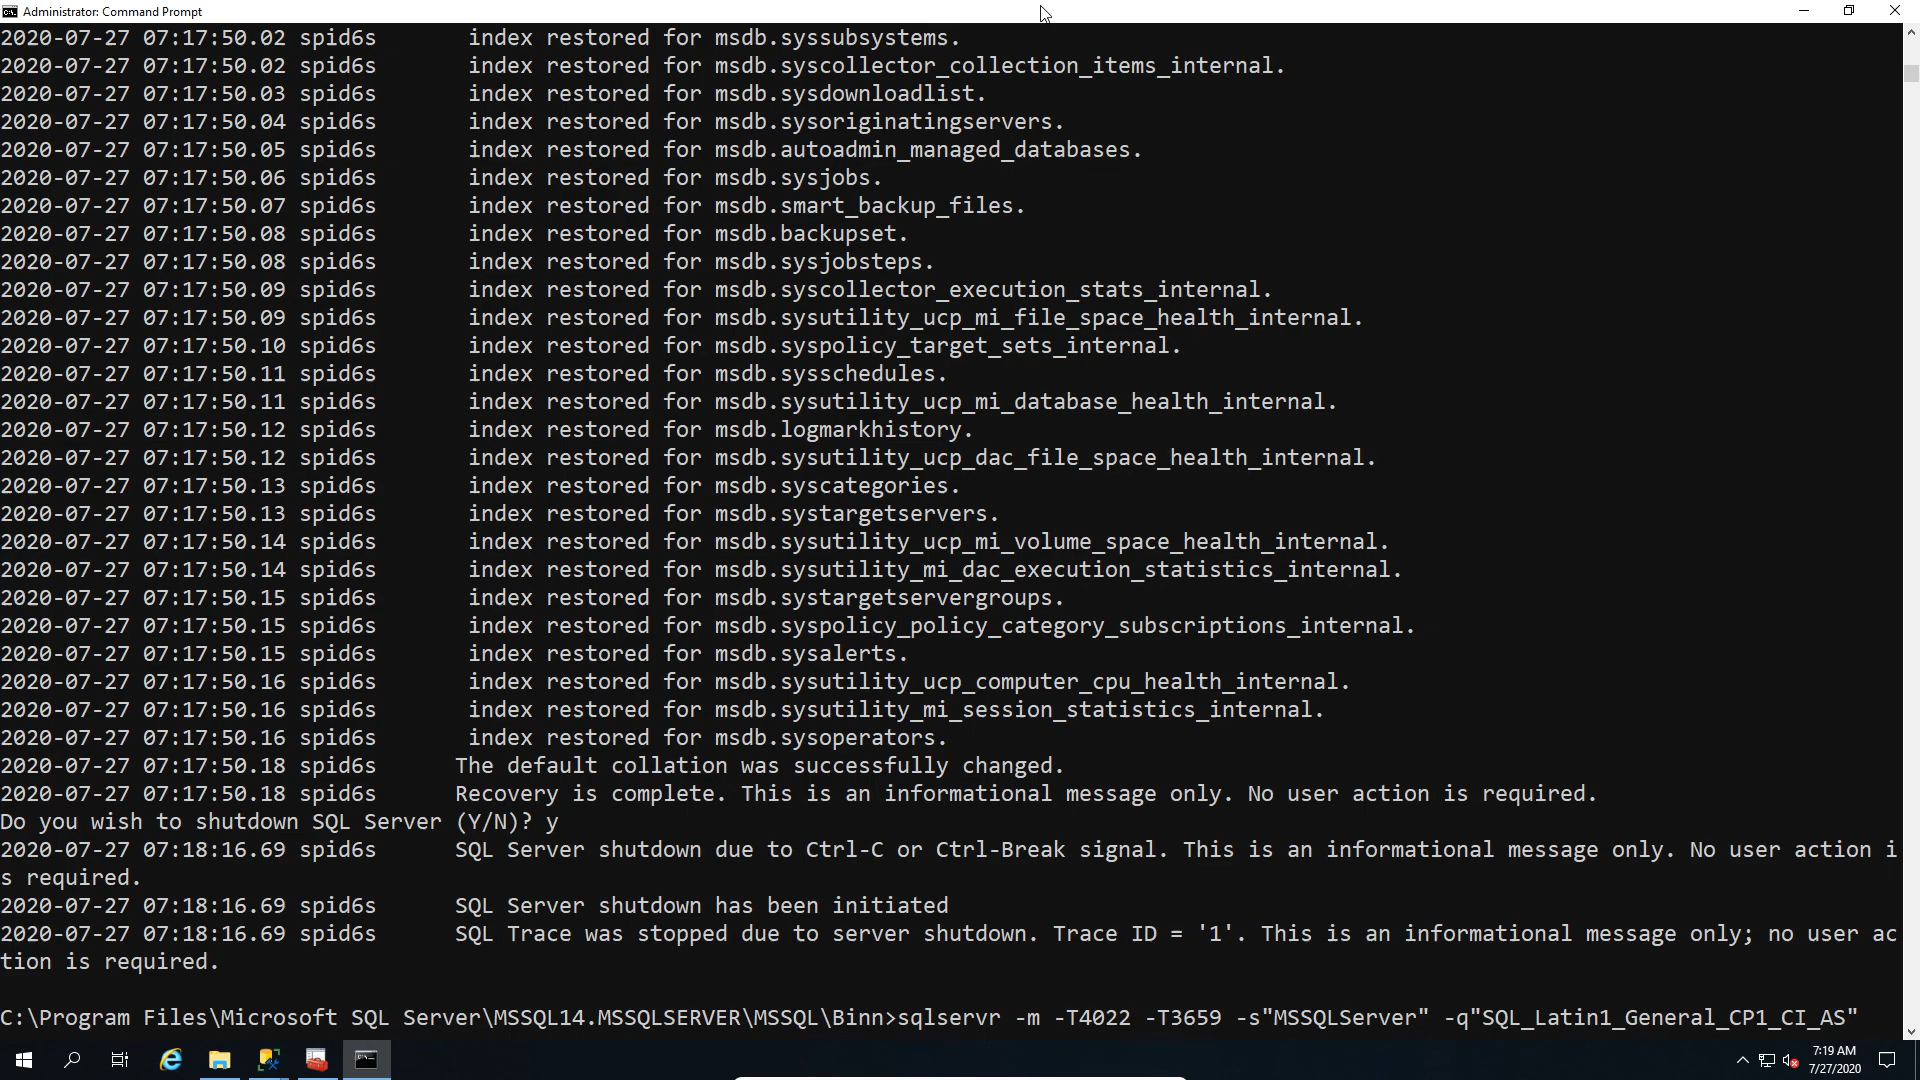 Administrator: Command Prompt
2020-07-27 07:17:50.02 spid6s       index restored for msdb.syssubsystems.
2020-07-27 07:17:50.02 spid6s       index restored for msdb.syscollector_collection_items_internal.
2020-07-27 07:17:50.03 spid6s       index restored for msdb.sysdownloadlist.
2020-07-27 07:17:50.04 spid6s       index restored for msdb.sysoriginatingservers.
2020-07-27 07:17:50.05 spid6s       index restored for msdb.autoadmin_managed_databases.
2020-07-27 07:17:50.06 spid6s       index restored for msdb.sysjobs.
2020-07-27 07:17:50.07 spid6s       index restored for msdb.smart_backup_files.
2020-07-27 07:17:50.08 spid6s       index restored for msdb.backupset.
2020-07-27 07:17:50.08 spid6s       index restored for msdb.sysjobsteps.
2020-07-27 07:17:50.09 spid6s       index restored for msdb.syscollector_execution_stats_internal.
2020-07-27 07:17:50.09 spid6s       index restored for msdb.sysutility_ucp_mi_file_space_health_internal.
2020-07-27 07:17:50.10 spid6s       index restored for msdb.syspolicy_target_sets_internal.
2020-07-27 07:17:50.11 spid6s       index restored for msdb.sysschedules.
2020-07-27 07:17:50.11 spid6s       index restored for msdb.sysutility_ucp_mi_database_health_internal.
2020-07-27 07:17:50.12 spid6s       index restored for msdb.logmarkhistory.
2020-07-27 07:17:50.12 spid6s       index restored for msdb.sysutility_ucp_dac_file_space_health_internal.
2020-07-27 07:17:50.13 spid6s       index restored for msdb.syscategories.
2020-07-27 07:17:50.13 spid6s       index restored for msdb.systargetservers.
2020-07-27 07:17:50.14 spid6s       index restored for msdb.sysutility_ucp_mi_volume_space_health_internal.
2020-07-27 07:17:50.14 spid6s       index restored for msdb.sysutility_mi_dac_execution_statistics_internal.
2020-07-27 07:17:50.15 spid6s       index restored for msdb.systargetservergroups.
2020-07-27 07:17:50.15 spid6s       index restored for msdb.syspolicy_policy_category_subscriptions_internal.
2020-07-27 07:17:50.15 spid6s       index restored for msdb.sysalerts.
2020-07-27 07:17:50.16 spid6s       index restored for msdb.sysutility_ucp_computer_cpu_health_internal.
2020-07-27 07:17:50.16 spid6s       index restored for msdb.sysutility_mi_session_statistics_internal.
2020-07-27 07:17:50.16 spid6s       index restored for msdb.sysoperators.
2020-07-27 07:17:50.18 spid6s      The default collation was successfully changed.
2020-07-27 07:17:50.18 spid6s      Recovery is complete. This is an informational message only. No user action is required.
Do you wish to shutdown SQL Server (Y/N)? y
2020-07-27 07:18:16.69 spid6s      SQL Server shutdown due to Ctrl-C or Ctrl-Break signal. This is an informational message only. No user action i
s required.
2020-07-27 07:18:16.69 spid6s      SQL Server shutdown has been initiated
2020-07-27 07:18:16.69 spid6s      SQL Trace was stopped due to server shutdown. Trace ID = '1'. This is an informational message only; no user ac
tion is required.
C:\Program Files\Microsoft SQL Server\MSSQL14.MSSQLSERVER\MSSQL\Binn>sqlservr -m -T4022 -T3659 -s"MSSQLServer" -q"SQL_Latin1_General_CP1_CI_AS"
7:19 AM
7/27/2020